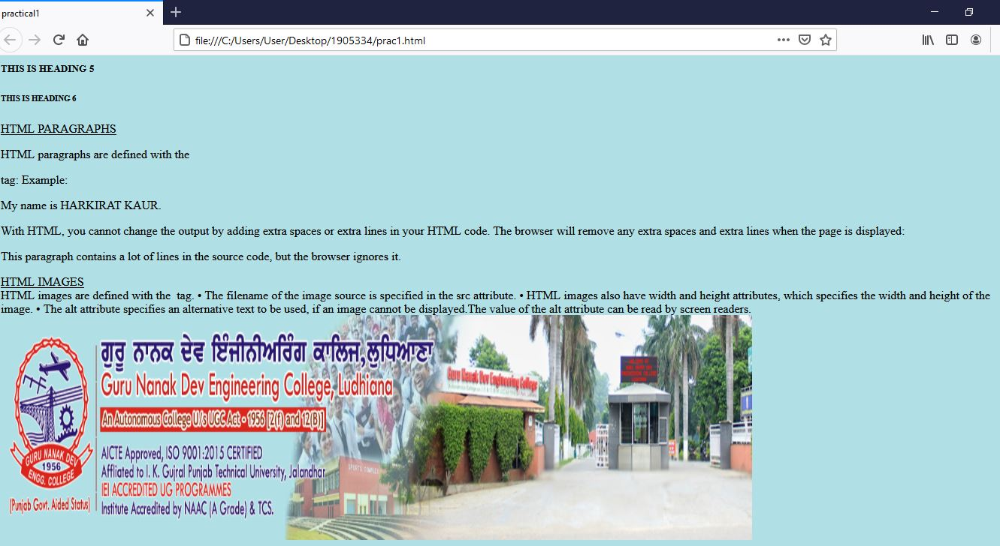 practical1
file:///C:/Users/User/Desktop/1905334/prac1.html
THIS IS HEADING 5
THIS IS HEADING 6
HTML PARAGRAPHS
HTML paragraphs are defined with the
tag: Example:
My name is HARKIRAT KAUR.
With HTML, you cannot change the output by adding extra spaces or extra lines in your HTML code. The browser will remove any extra spaces and extra lines when the page is displayed:
This paragraph contains a lot of lines in the source code, but the browser ignores it.
HTML IMAGES
HTML images are defined with the  tag. • The filename of the image source is specified in the src attribute. • HTML images also have width and height attributes, which specifies the width and height of the
image. • The alt attribute specifies an alternative text to be used, if an image cannot be displayed.The value of the alt attribute can be read by screen readers.
ਗੁਰੂ ਨਾਨਕ ਦੇਵ ਇੰਜੀਨੀਅਰਿੰਗ ਕਾਲਿਜ,ਲੁਧਿਆਣਾ
Guru Nanak Dev Engineering College, Ludhiana
An Autonomous College U/s UGC Act - 1956 [2(f) and 12(B)]
AICTE Approved, ISO 9001:2015 CERTIFIED
Affliated to I. K. Gujral Punjab Technical University, Jalandhar
IEI ACCREDITED UG PROGRAMMES
Institute Accredited by NAAC (A Grade) & TCS.
GURU NANAK DEV
1956
ENGG. COLLEGE
(Punjab Govt. Aided Status)
Guru Nanak Dev Engineering College
SPORTS COMPLEX